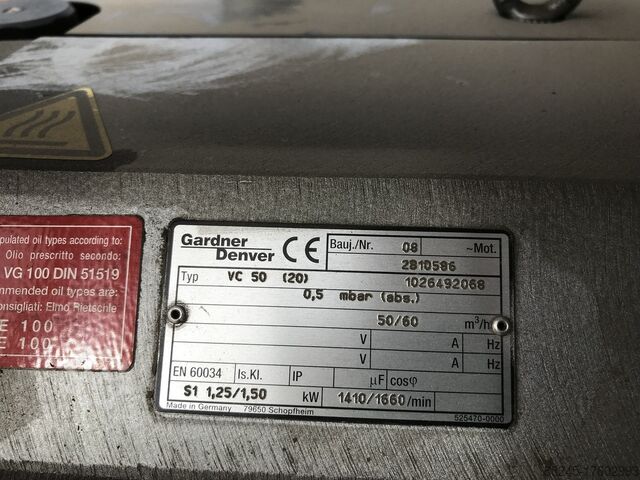 pulated oil types according to:
Olio prescritto secondo:
VG 100 DIN 51519
mmended oil types are:
onsigliati: Elmo Rietschle
E 100
E 100
Gardner Denver CE Bauj./Nr. 08 ~Mot.
2810586
Typ VC 50 (20) 1026492068
0,5 mbar (abs.)
50/60 m³/h
V A Hz
V A Hz
EN 60034 Is.Kl. IP µF cosφ
S1 1,25/1,50 kW 1410/1660/min
Made in Germany 79650 Schopfheim 525470-0000